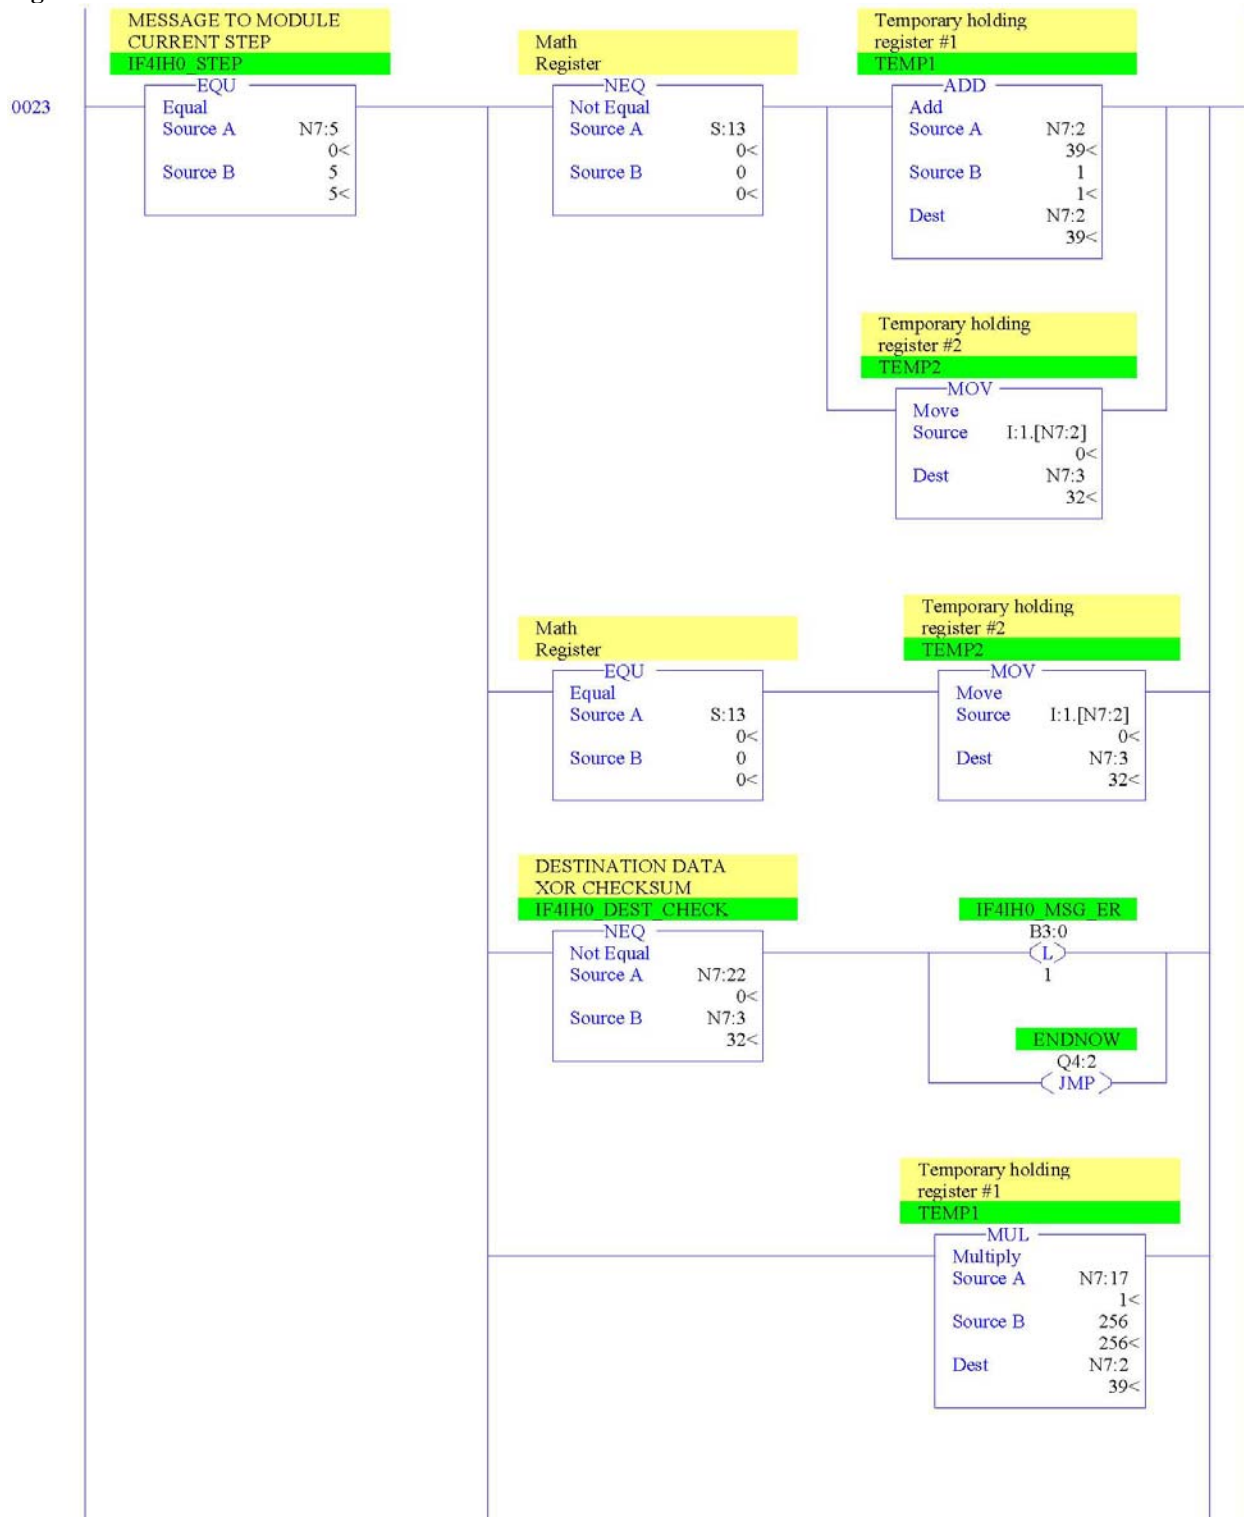 MESSAGE TO MODULE
CURRENT STEP
IF4IH0_STEP
EQU
Equal
Source A N7:5
0<
Source B 5
5<
0023
Math
Register
NEQ
Not Equal
Source A S:13
0<
Source B 0
0<
Temporary holding
register #1
TEMP1
ADD
Add
Source A N7:2
39<
Source B 1
1<
Dest N7:2
39<
Temporary holding
register #2
TEMP2
MOV
Move
Source I:1.[N7:2]
0<
Dest N7:3
32<
Math
Register
EQU
Equal
Source A S:13
0<
Source B 0
0<
Temporary holding
register #2
TEMP2
MOV
Move
Source I:1.[N7:2]
0<
Dest N7:3
32<
DESTINATION DATA
XOR CHECKSUM
IF4IH0_DEST_CHECK
NEQ
Not Equal
Source A N7:22
0<
Source B N7:3
32<
IF4IH0_MSG_ER
B3:0
L
1
ENDNOW
Q4:2
JMP
Temporary holding
register #1
TEMP1
MUL
Multiply
Source A N7:17
1<
Source B 256
256<
Dest N7:2
39<